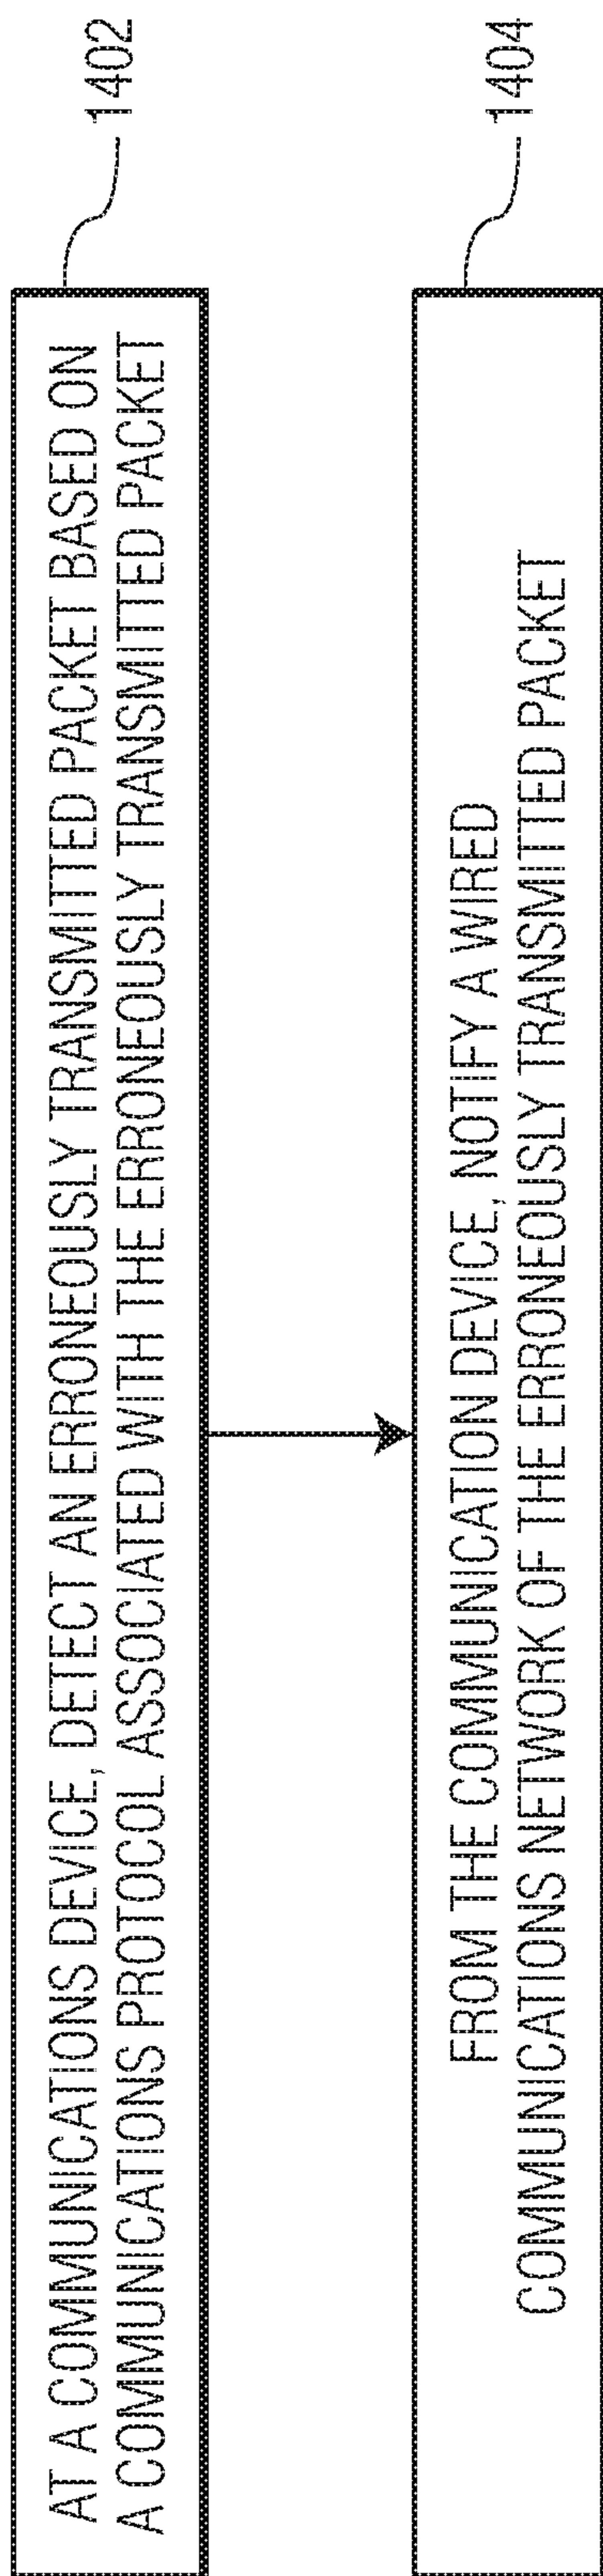 AT A COMMUNICATIONS DEVICE, DETECT AN ERRONEOUSLY TRANSMITTED PACKET BASED ON
A COMMUNICATIONS PROTOCOL ASSOCIATED WITH THE ERRONEOUSLY TRANSMITTED PACKET
1402
FROM THE COMMUNICATION DEVICE, NOTIFY A WIRED
COMMUNICATIONS NETWORK OF THE ERRONEOUSLY TRANSMITTED PACKET
1404